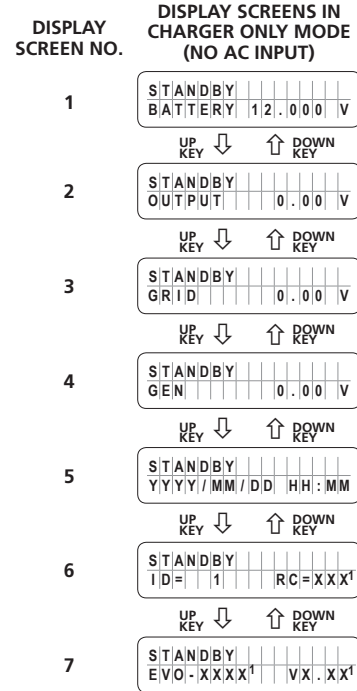 DISPLAY
SCREEN NO.
DISPLAY SCREENS IN
CHARGER ONLY MODE
(NO AC INPUT)
1
STANDBY
BATTERY 12.000 V
UP KEY DOWN KEY
2
STANDBY
OUTPUT 0.00 V
UP KEY DOWN KEY
3
STANDBY
GRID 0.00 V
UP KEY DOWN KEY
4
STANDBY
GEN 0.00 V
UP KEY DOWN KEY
5
STANDBY
YYYY/MM/DD HH:MM
UP KEY DOWN KEY
6
STANDBY
ID= 1 RC=XXX¹
UP KEY DOWN KEY
7
STANDBY
EVO-XXXX¹ VX.XX¹